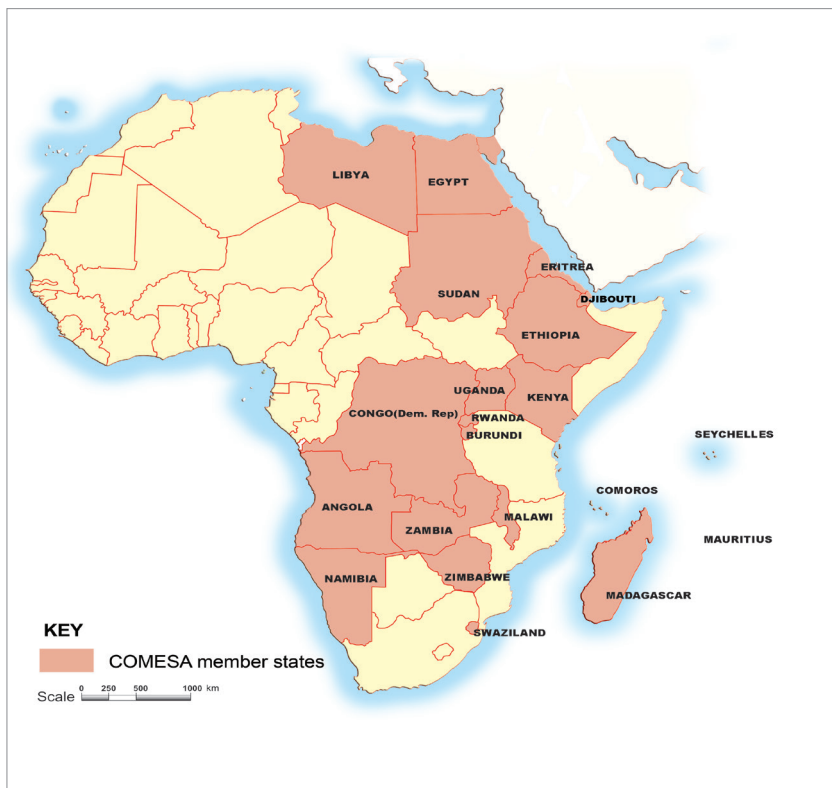 LIBYA
EGYPT
ERITREA
SUDAN
DJIBOUTI
ETHIOPIA
UGANDA
KENYA
CONGO(Dem. Rep)
RWANDA
BURUNDI
SEYCHELLES
COMOROS
ANGOLA
MALAWI
ZAMBIA
MAURITIUS
NAMIBIA
ZIMBABWE
MADAGASCAR
SWAZILAND
KEY
COMESA member states
Scale 0 250 500 1000 km